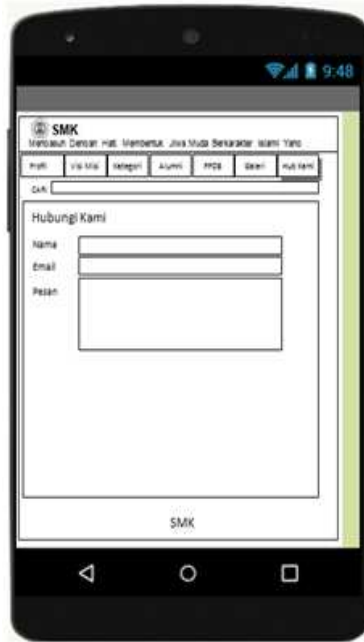 9:48
SMK
Mengasuh Dengan Hati, Membentuk Jiwa Muda Berkarakter Islami Yang
Profil Visi Misi Kategori Alumni PPDB Galeri Hub Kami
Cari
Hubungi Kami
Nama
Email
Pesan
SMK